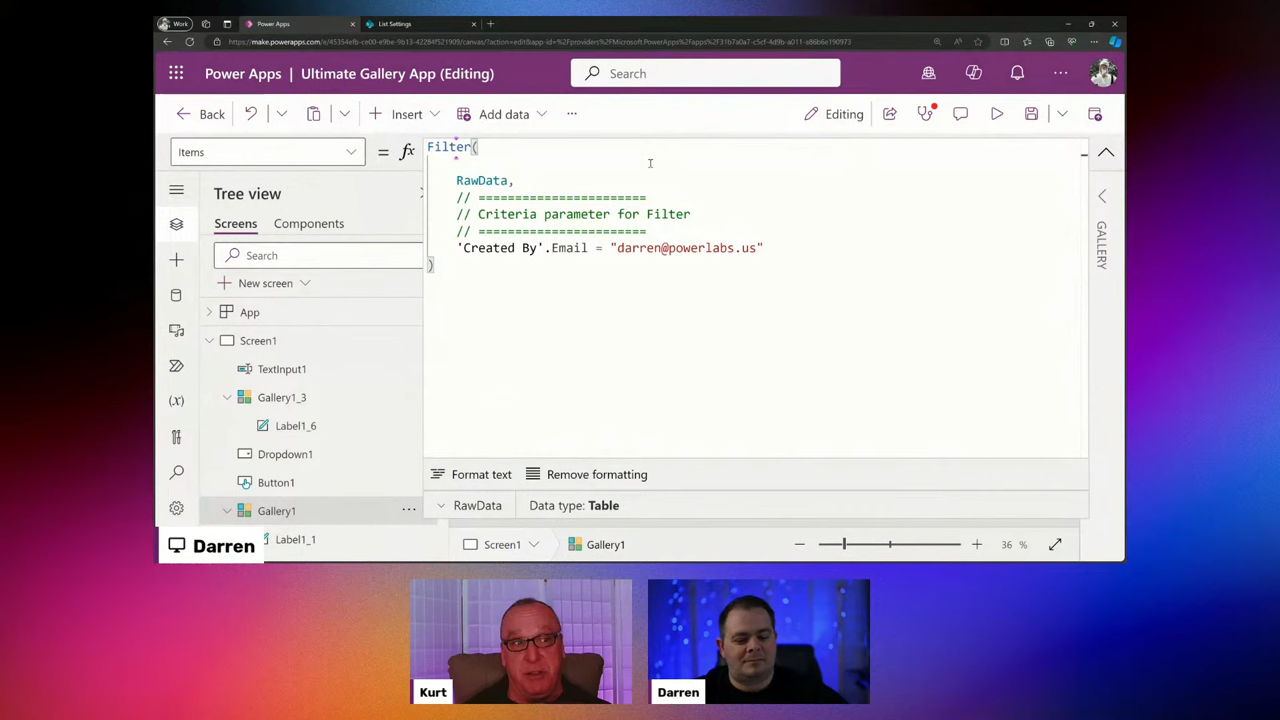 Work
Power Apps
List Settings
Power Apps | Ultimate Gallery App (Editing)
Search
Back
Insert
Add data
Editing
Items
=
fx
Filter(
RawData,
// =======================
// Criteria parameter for Filter
// =======================
'Created By'.Email = "darren@powerlabs.us"
)
Tree view
Screens
Components
Search
New screen
App
Screen1
TextInput1
Gallery1_3
Label1_6
Dropdown1
Button1
Gallery1
Label1_1
GALLERY
Format text
Remove formatting
RawData
Data type: Table
Screen1
Gallery1
36 %
Darren
Kurt
Darren